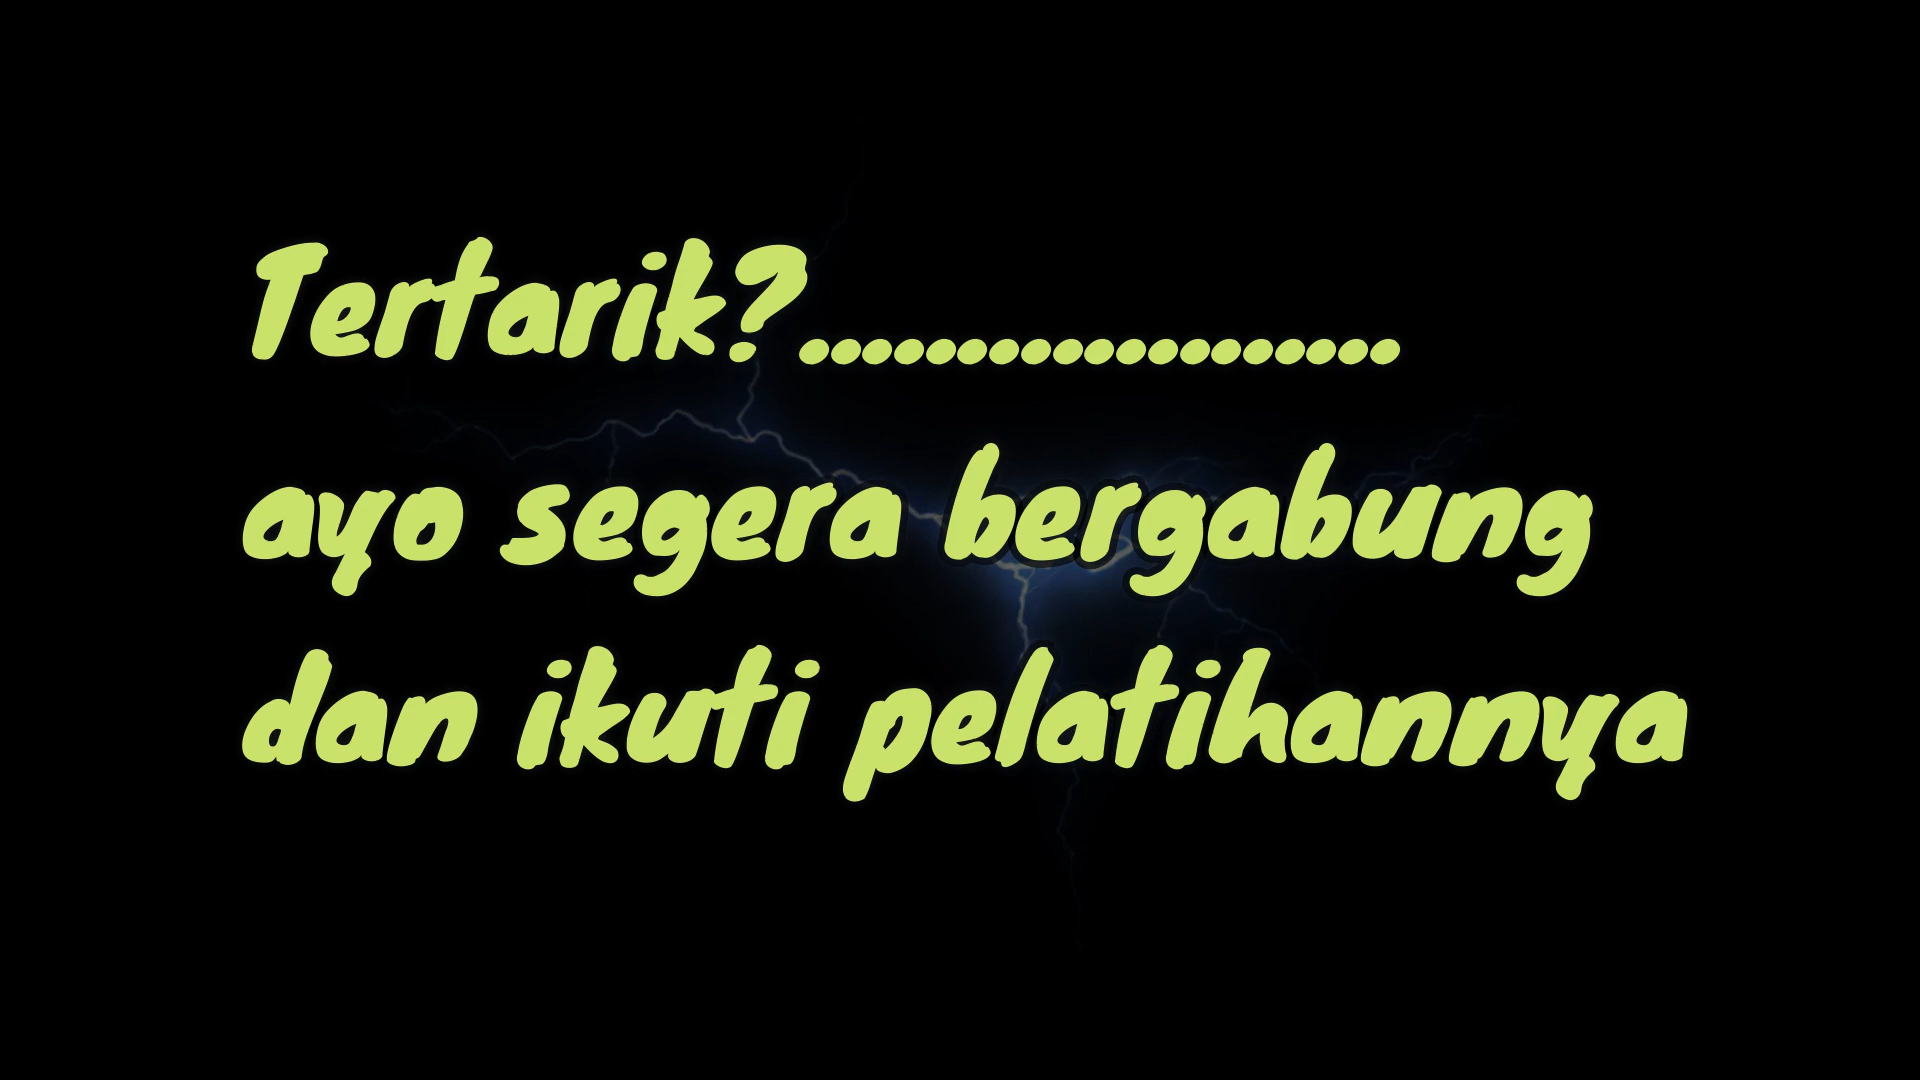 Tertarik?...................
ayo segera bergabung
dan ikuti pelatihannya